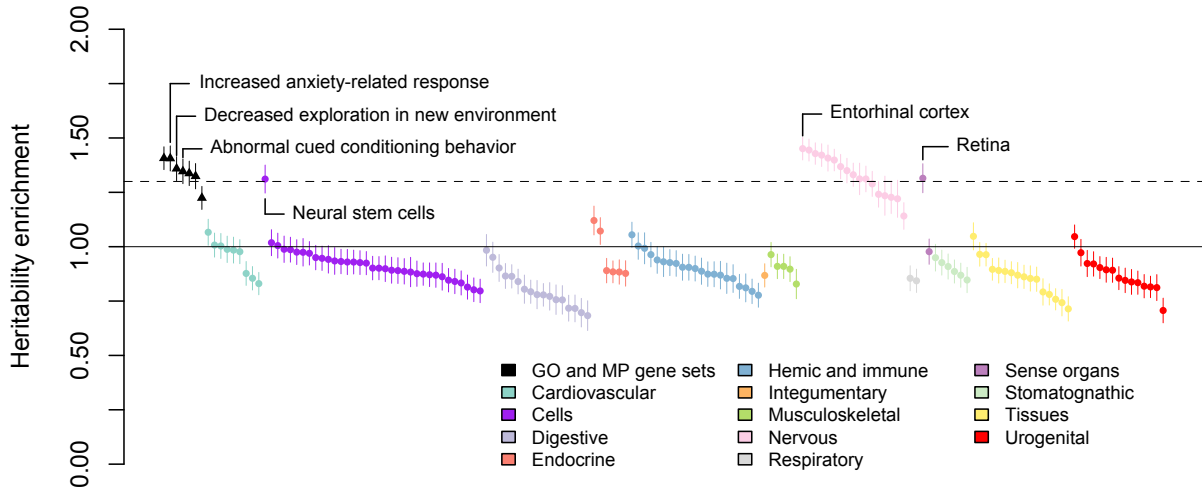 2.00
Increased anxiety-related response
Decreased exploration in new environment
Entorhinal cortex
1.50
Abnormal cued conditioning behavior
Retina
Neural stem cells
Heritability enrichment
1.00
0.50
0.00
GO and MP gene sets
Cardiovascular
Cells
Digestive
Endocrine
Hemic and immune
Integumentary
Musculoskeletal
Nervous
Respiratory
Sense organs
Stomatognathic
Tissues
Urogenital